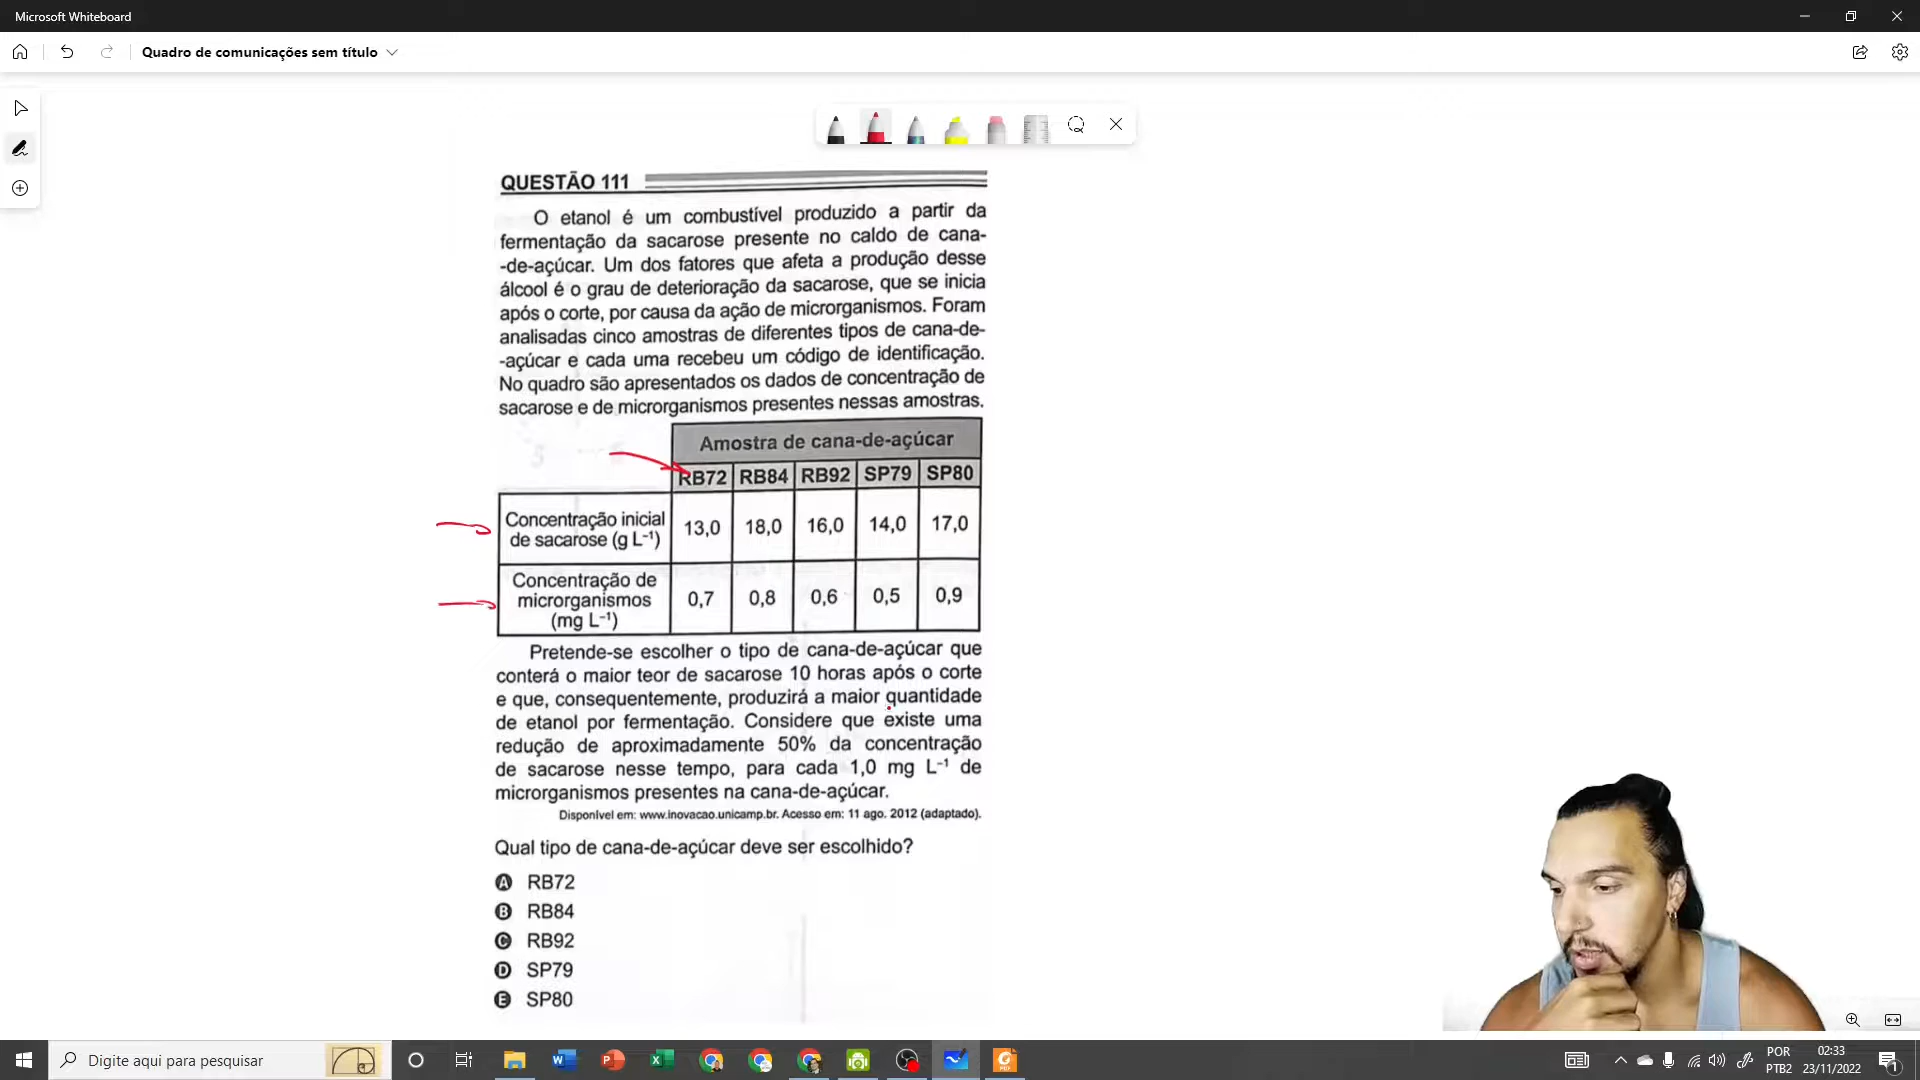 Microsoft Whiteboard
Quadro de comunicações sem título
QUESTÃO 111
O etanol é um combustível produzido a partir da
fermentação da sacarose presente no caldo de cana-
-de-açúcar. Um dos fatores que afeta a produção desse
álcool é o grau de deterioração da sacarose, que se inicia
após o corte, por causa da ação de microrganismos. Foram
analisadas cinco amostras de diferentes tipos de cana-de-
-açúcar e cada uma recebeu um código de identificação.
No quadro são apresentados os dados de concentração de
sacarose e de microrganismos presentes nessas amostras.
Amostra de cana-de-açúcar
RB72 RB84 RB92 SP79 SP80
Concentração inicial
de sacarose (g L⁻¹)
13,0 18,0 16,0 14,0 17,0
Concentração de
microrganismos
(mg L⁻¹)
0,7 0,8 0,6 0,5 0,9
Pretende-se escolher o tipo de cana-de-açúcar que
conterá o maior teor de sacarose 10 horas após o corte
e que, consequentemente, produzirá a maior quantidade
de etanol por fermentação. Considere que existe uma
redução de aproximadamente 50% da concentração
de sacarose nesse tempo, para cada 1,0 mg L⁻¹ de
microrganismos presentes na cana-de-açúcar.
Disponível em: www.inovacao.unicamp.br. Acesso em: 11 ago. 2012 (adaptado).
Qual tipo de cana-de-açúcar deve ser escolhido?
A RB72
B RB84
C RB92
D SP79
E SP80
Digite aqui para pesquisar
POR
PTB2
02:33
23/11/2022
1